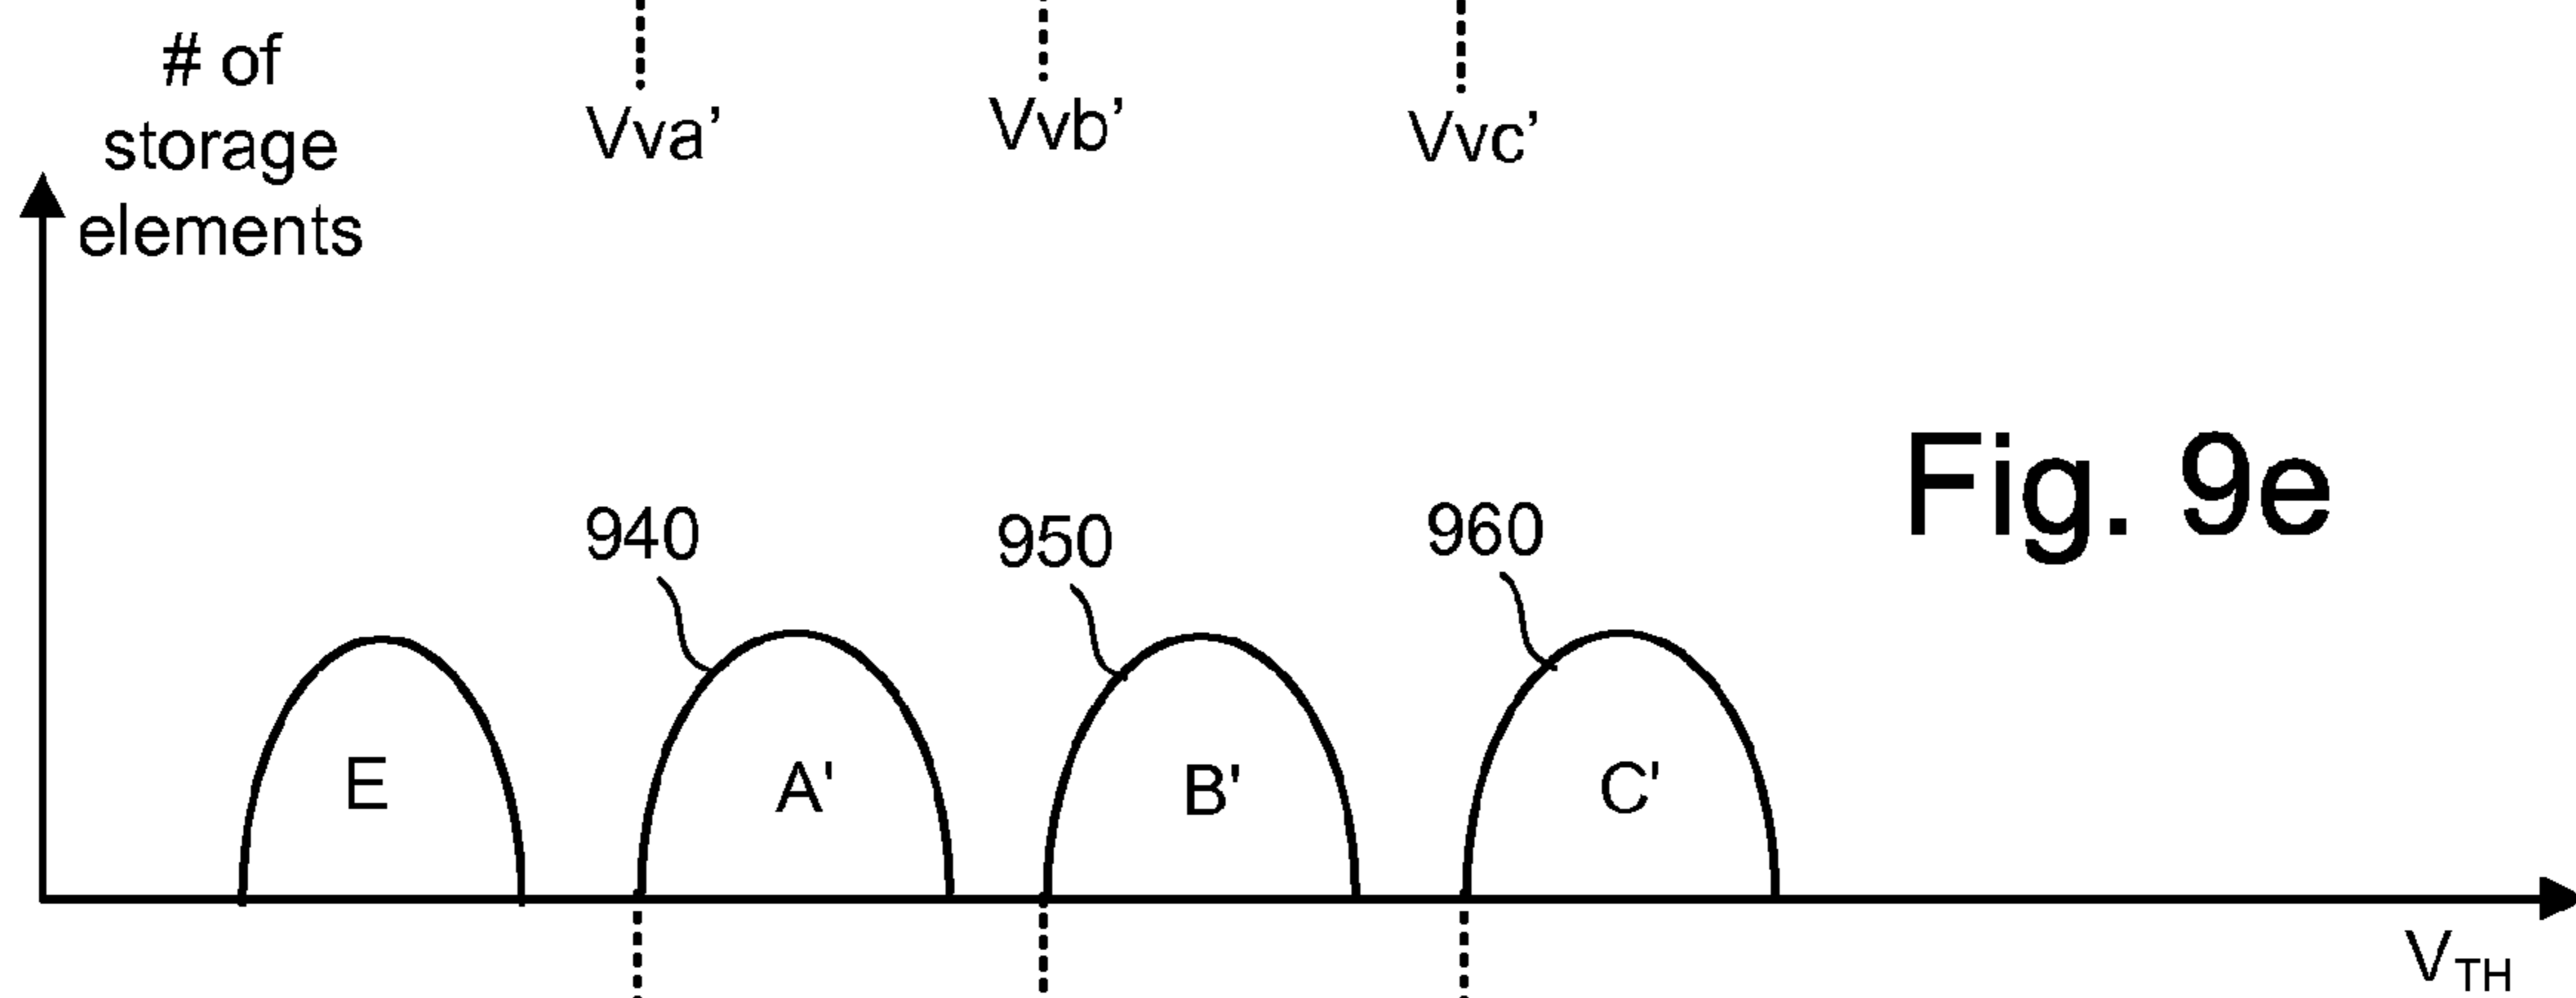 # of
storage
elements
Vva’
Vvb’
Vvc’
Fig. 9e
940
950
960
E
A'
B'
C'
VTH